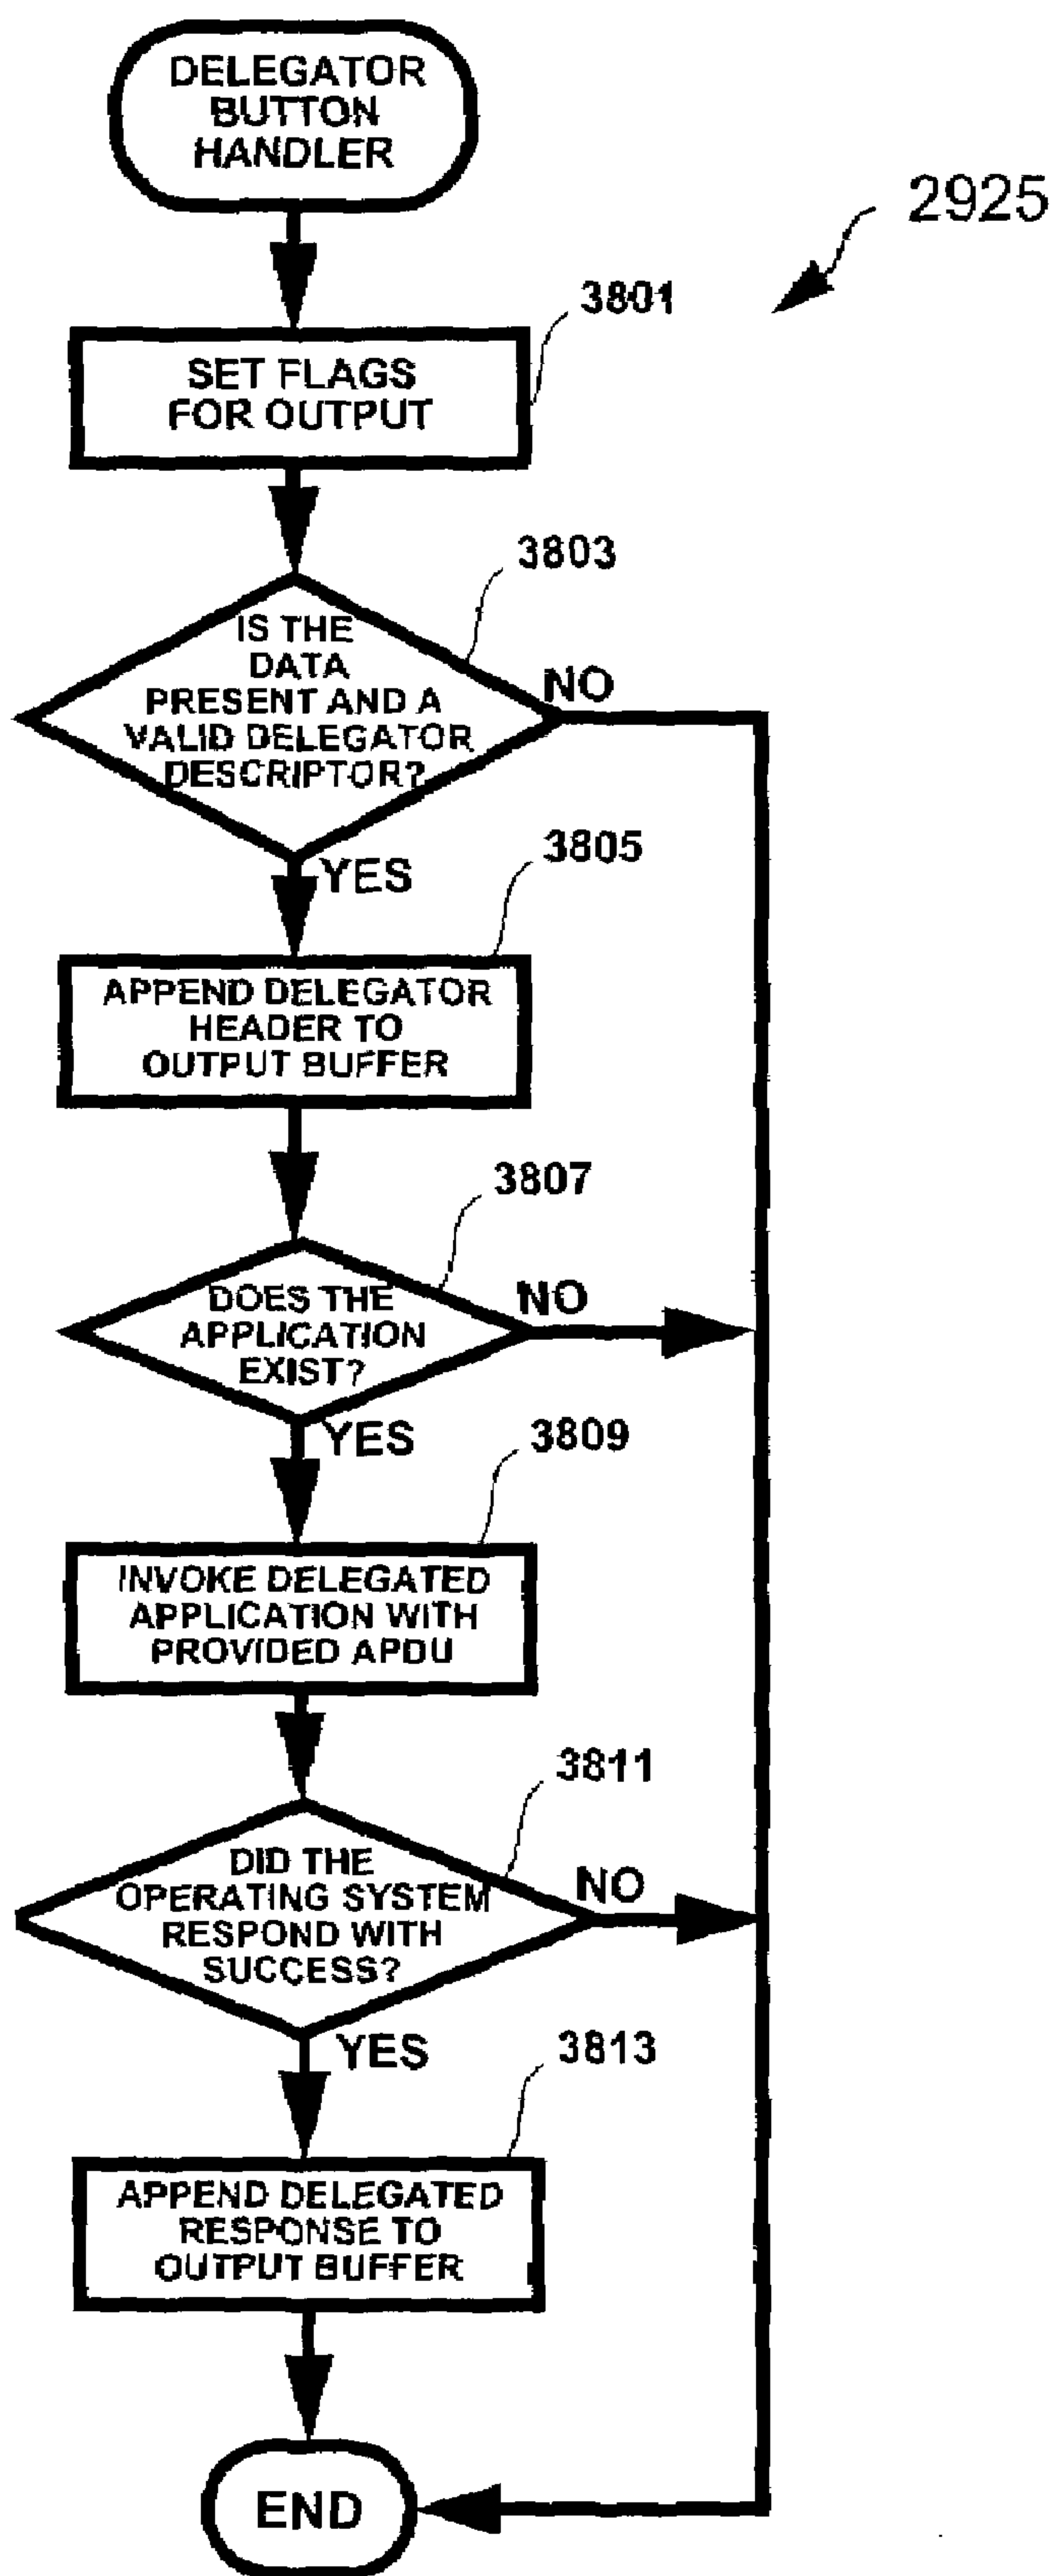 DELEGATOR
BUTTON
HANDLER
2925
3801
SET FLAGS
FOR OUTPUT
3803
IS THE
DATA
PRESENT AND A
VALID DELEGATOR
DESCRIPTOR?
NO
YES
3805
APPEND DELEGATOR
HEADER TO
OUTPUT BUFFER
3807
DOES THE
APPLICATION
EXIST?
NO
YES
3809
INVOKE DELEGATED
APPLICATION WITH
PROVIDED APDU
3811
DID THE
OPERATING SYSTEM
RESPOND WITH
SUCCESS?
NO
YES
3813
APPEND DELEGATED
RESPONSE TO
OUTPUT BUFFER
END